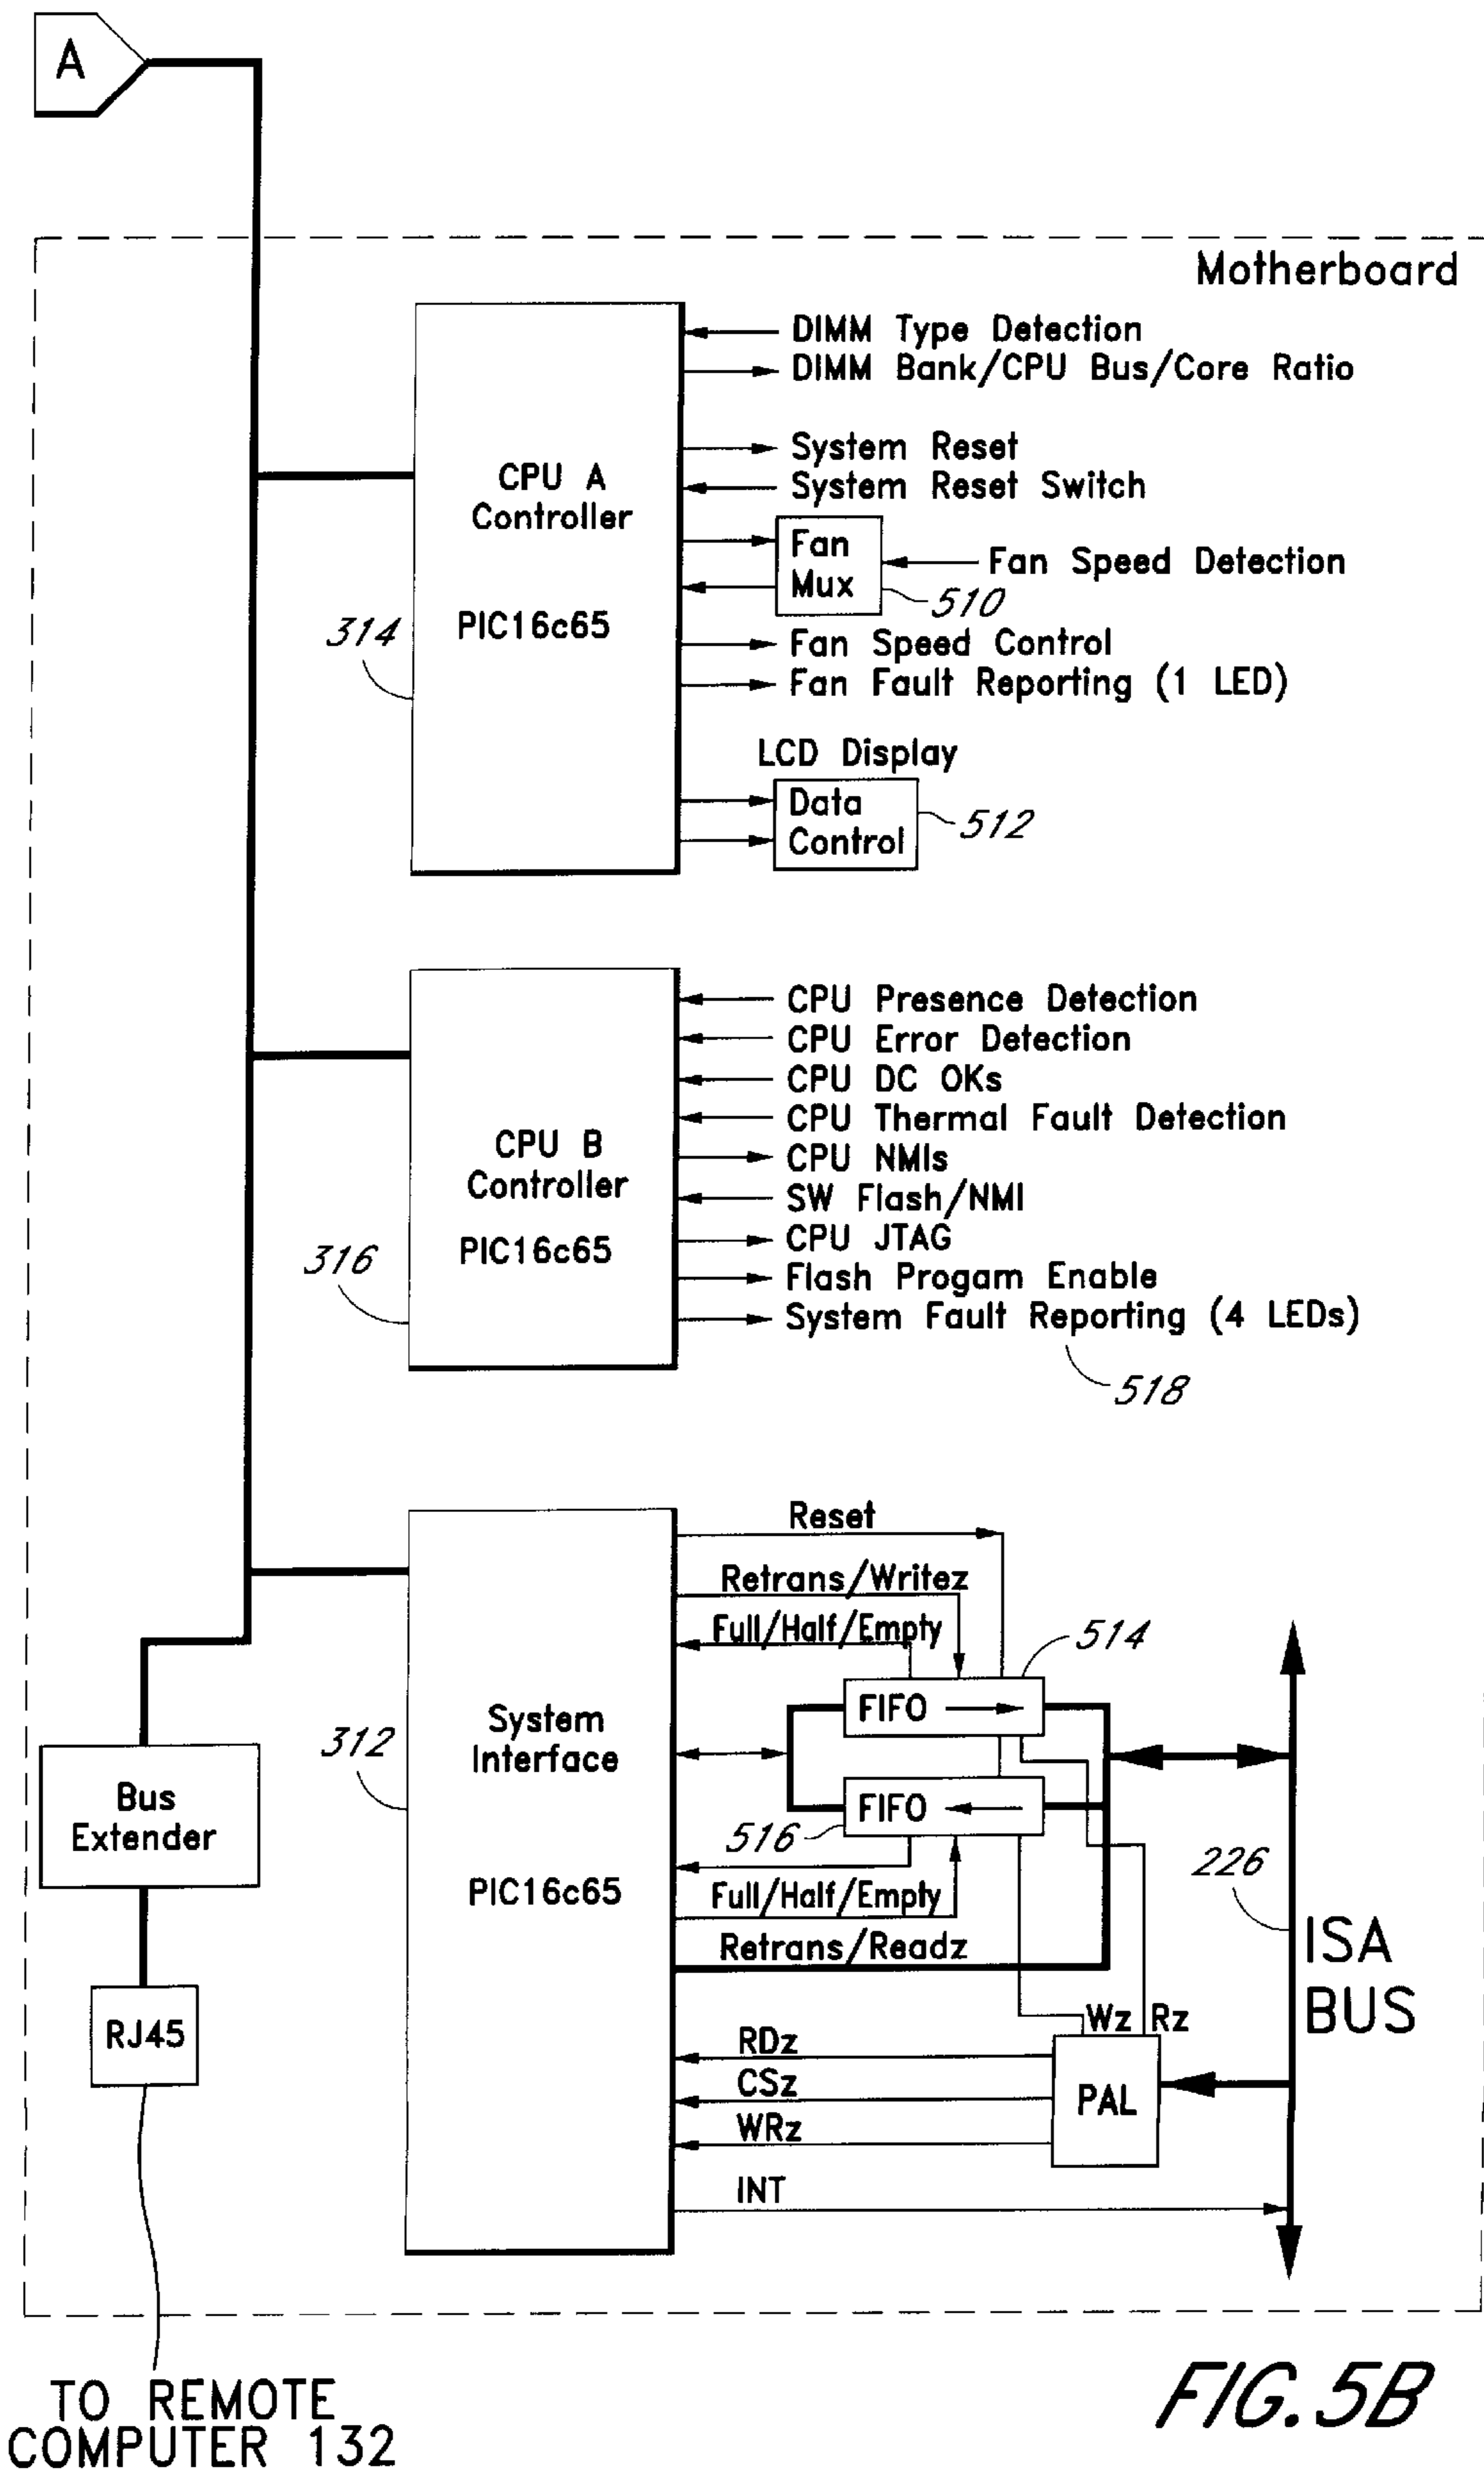 A
Motherboard
DIMM Type Detection
DIMM Bank/CPU Bus/Core Ratio
System Reset
System Reset Switch
CPU A
Controller
PIC16c65
314
Fan
Mux
510
Fan Speed Detection
Fan Speed Control
Fan Fault Reporting (1 LED)
LCD Display
Data
Control
512
CPU B
Controller
PIC16c65
316
CPU Presence Detection
CPU Error Detection
CPU DC OKs
CPU Thermal Fault Detection
CPU NMIs
SW Flash/NMI
CPU JTAG
Flash Progam Enable
System Fault Reporting (4 LEDs)
518
Reset
Retrans/Writez
Full/Half/Empty
514
FIFO
System
Interface
PIC16c65
312
FIFO
516
Full/Half/Empty
Retrans/Readz
226
ISA
BUS
Bus
Extender
RJ45
Wz Rz
RDz
CSz
WRz
PAL
INT
TO REMOTE
COMPUTER 132
FIG. 5B